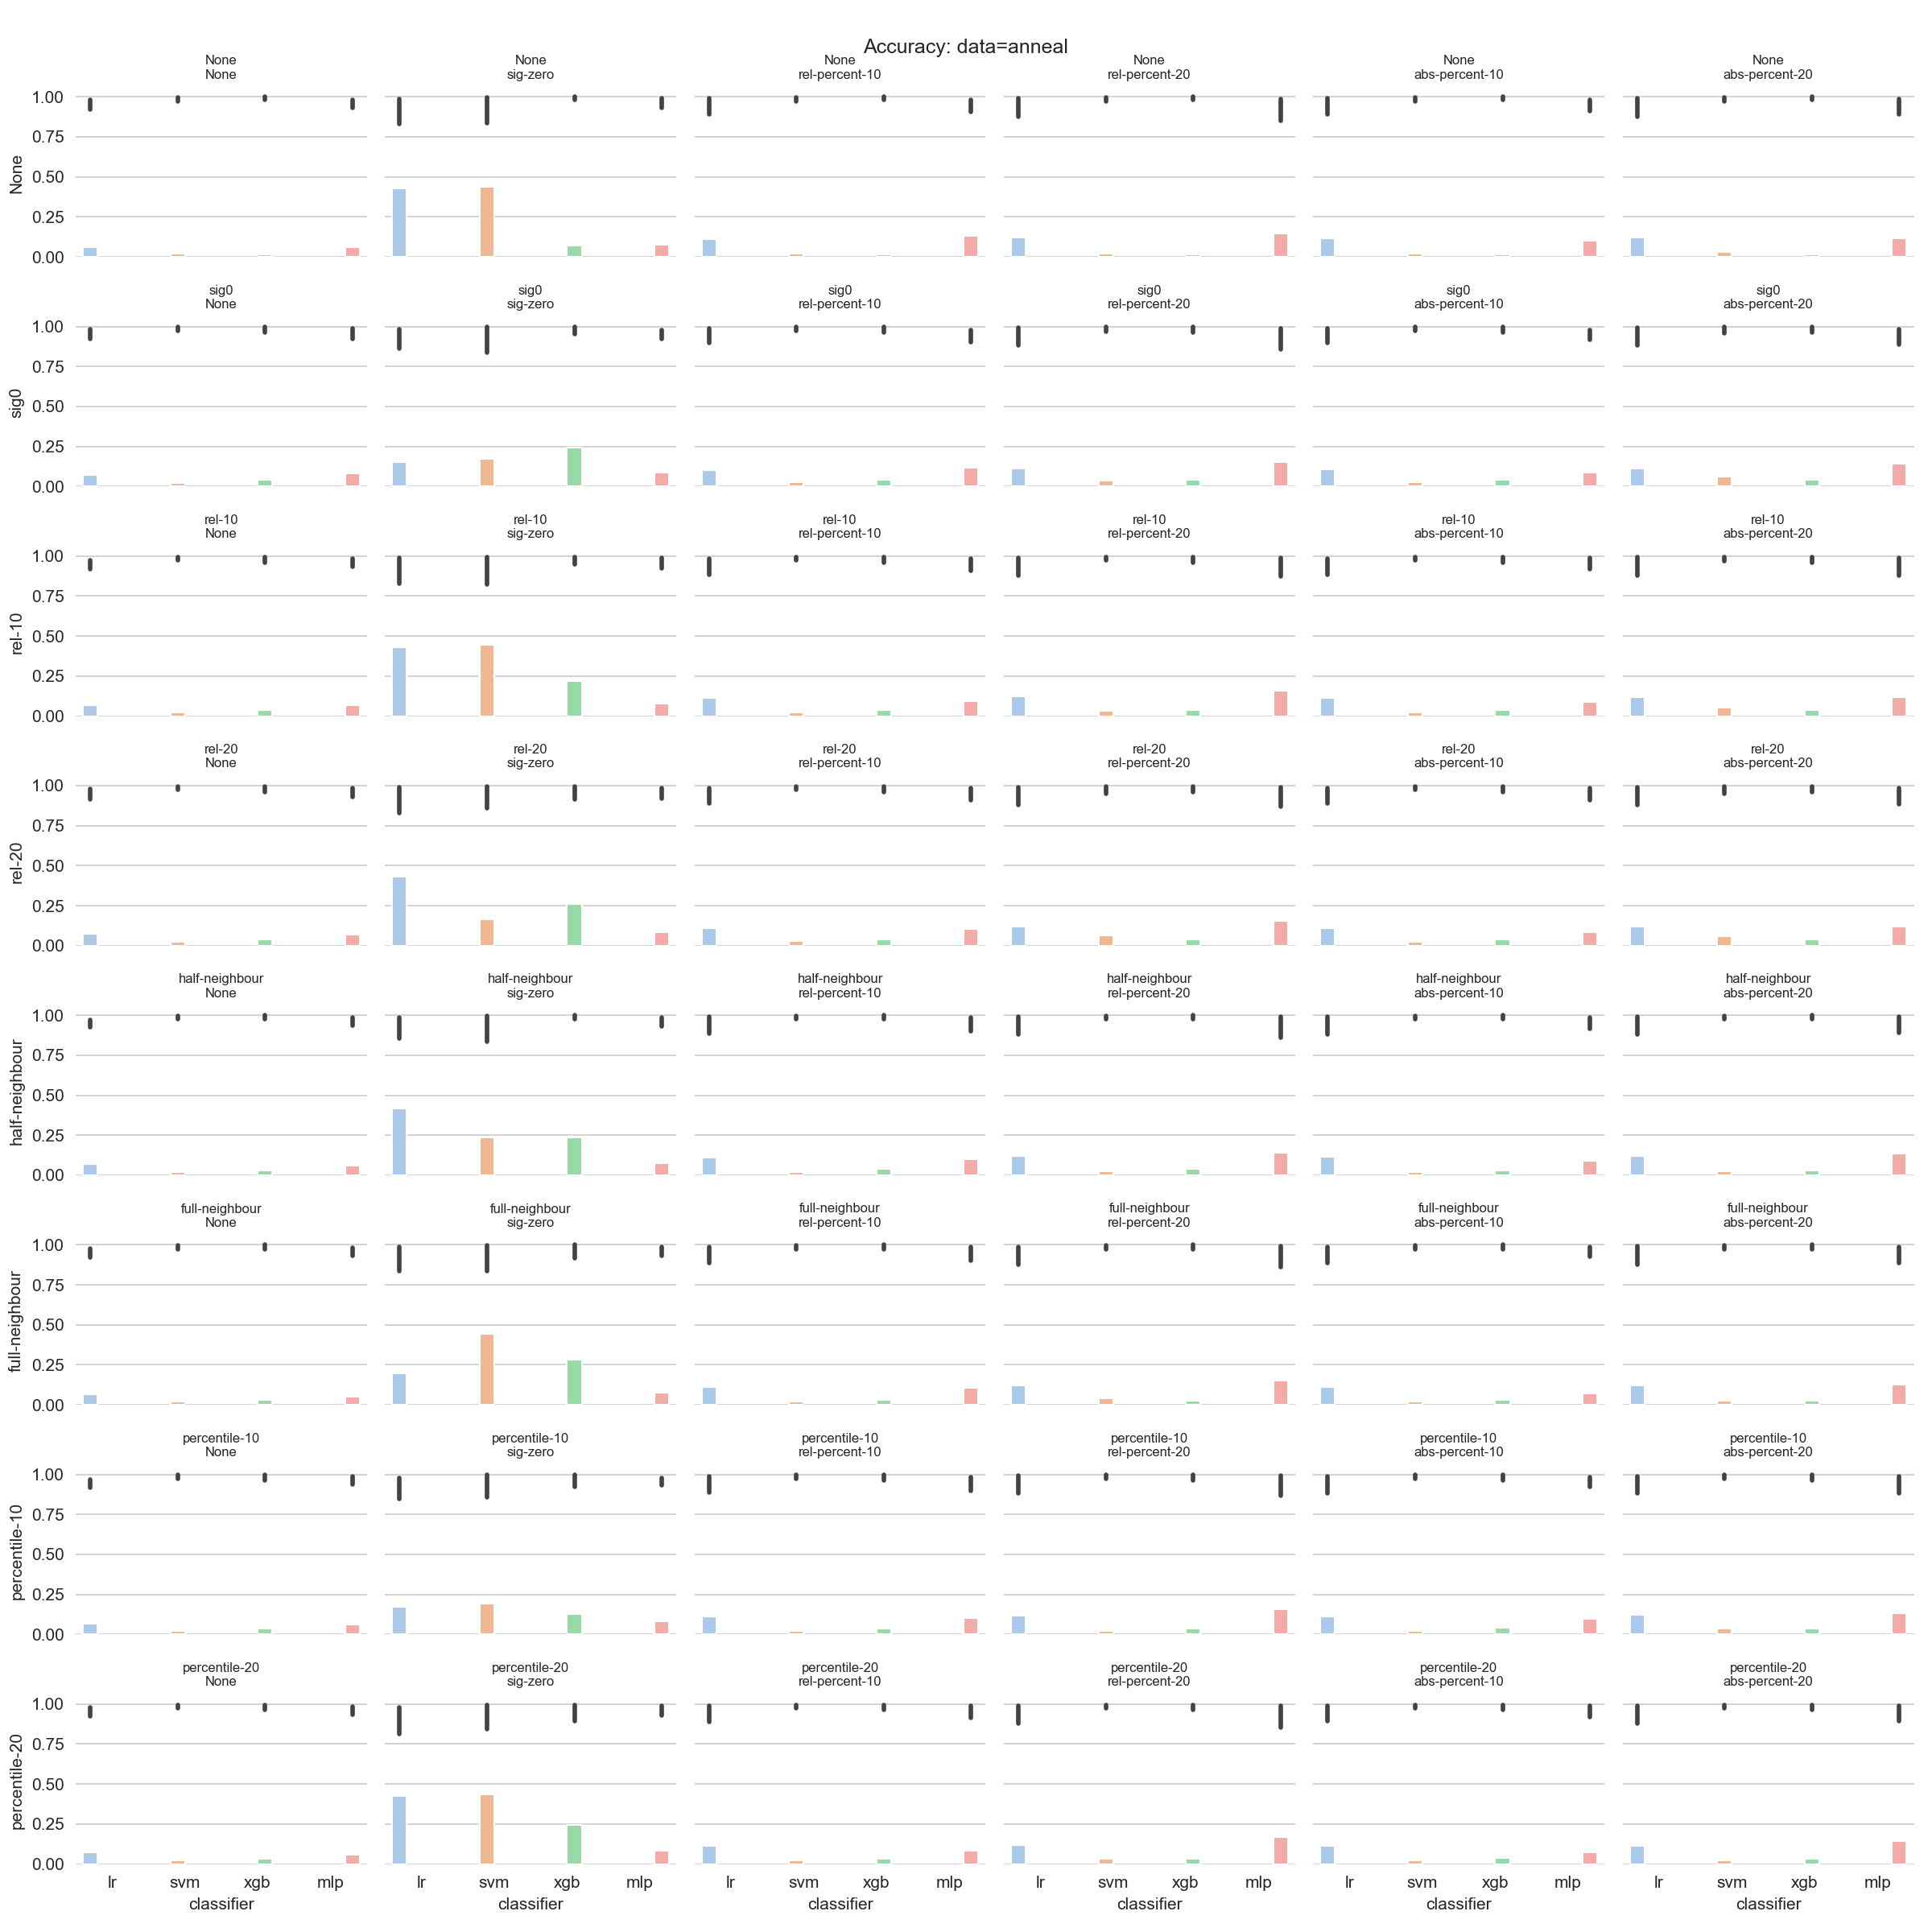 Accuracy: data=anneal
None None None None None None
None sig-zero rel-percent-10 rel-percent-20 abs-percent-10 abs-percent-20
1.00
0.75
0.50
0.25
0.00
None
sig0 sig0 sig0 sig0 sig0 sig0
None sig-zero rel-percent-10 rel-percent-20 abs-percent-10 abs-percent-20
1.00
0.75
0.50
0.25
0.00
sig0
rel-10 rel-10 rel-10 rel-10 rel-10 rel-10
None sig-zero rel-percent-10 rel-percent-20 abs-percent-10 abs-percent-20
1.00
0.75
0.50
0.25
0.00
rel-10
rel-20 rel-20 rel-20 rel-20 rel-20 rel-20
None sig-zero rel-percent-10 rel-percent-20 abs-percent-10 abs-percent-20
1.00
0.75
0.50
0.25
0.00
rel-20
half-neighbour half-neighbour half-neighbour half-neighbour half-neighbour half-neighbour
None sig-zero rel-percent-10 rel-percent-20 abs-percent-10 abs-percent-20
1.00
0.75
0.50
0.25
0.00
half-neighbour
full-neighbour full-neighbour full-neighbour full-neighbour full-neighbour full-neighbour
None sig-zero rel-percent-10 rel-percent-20 abs-percent-10 abs-percent-20
1.00
0.75
0.50
0.25
0.00
full-neighbour
percentile-10 percentile-10 percentile-10 percentile-10 percentile-10 percentile-10
None sig-zero rel-percent-10 rel-percent-20 abs-percent-10 abs-percent-20
1.00
0.75
0.50
0.25
0.00
percentile-10
percentile-20 percentile-20 percentile-20 percentile-20 percentile-20 percentile-20
None sig-zero rel-percent-10 rel-percent-20 abs-percent-10 abs-percent-20
1.00
0.75
0.50
0.25
0.00
percentile-20
lr svm xgb mlp lr svm xgb mlp lr svm xgb mlp lr svm xgb mlp lr svm xgb mlp lr svm xgb mlp
classifier classifier classifier classifier classifier classifier